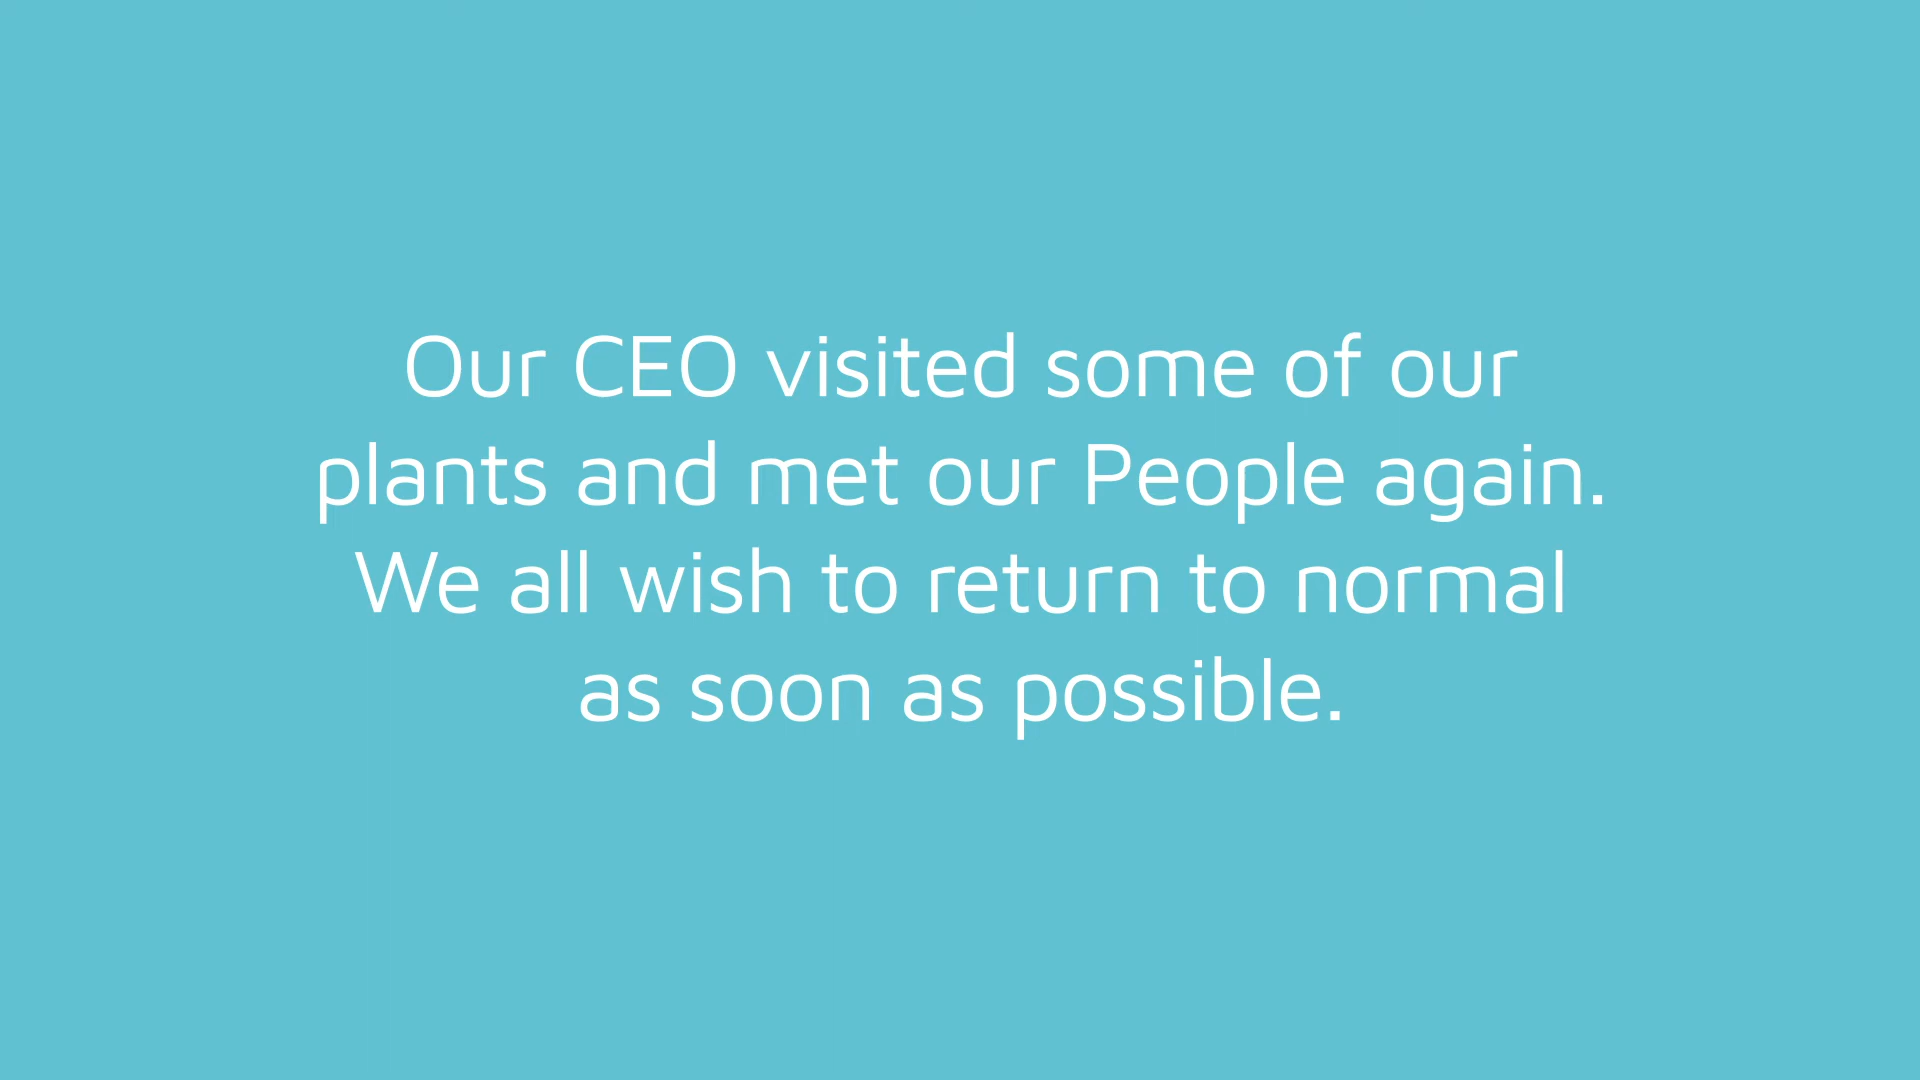 Our CEO visited some of our
plants and met our People again.
We all wish to return to normal
as soon as possible.